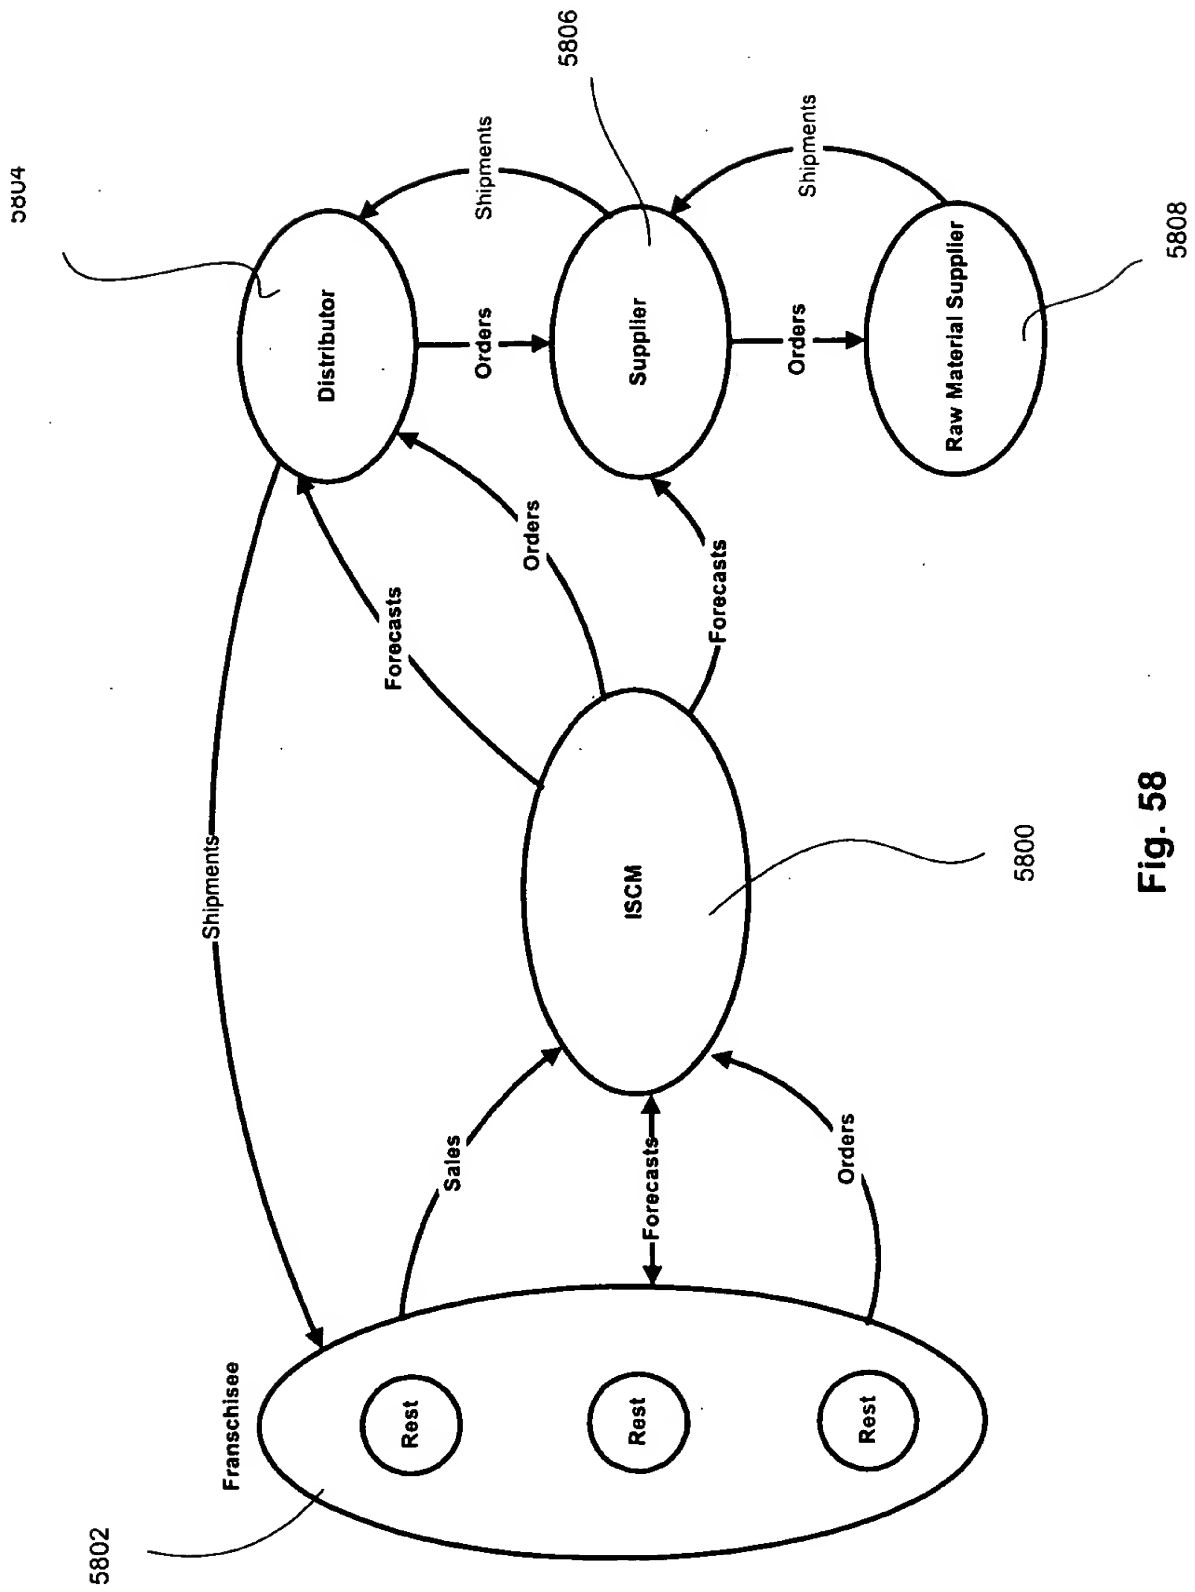 5804
5802
Shipments
Franschisee
Distributor
Forecasts
Rest
Sales
Orders
Shipments
Orders
5806
Rest
ISCM
Supplier
Forecasts
Forecasts
Orders
Shipments
Orders
Rest
Raw Material Supplier
5800
Fig. 58
5808